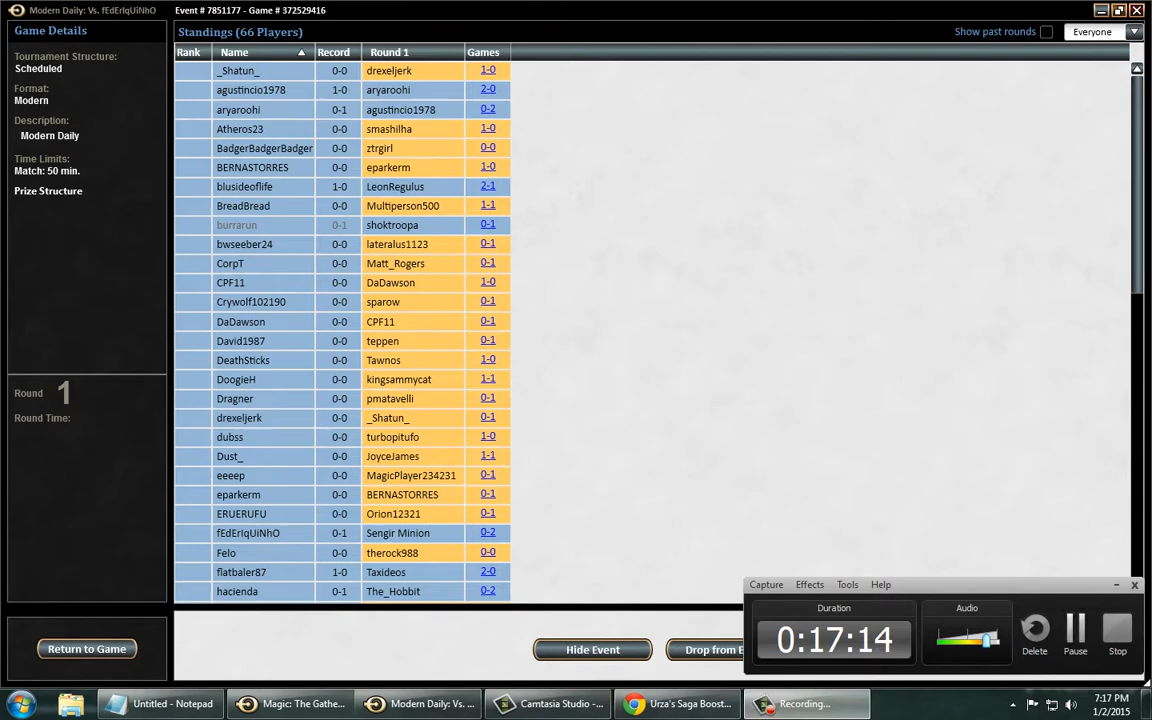 Modern Daily: Vs. fEdErIqUiNhO Event # 7851177 - Game # 372529416
Game Details
Tournament Structure:
Scheduled
Format:
Modern
Description:
Modern Daily
Time Limits:
Match: 50 min.
Prize Structure
Round 1
Round Time:
Return to Game
Standings (66 Players) Show past rounds Everyone
Rank Name Record Round 1 Games
_Shatun_ 0-0 drexeljerk 1-0
agustincio1978 1-0 aryaroohi 2-0
aryaroohi 0-1 agustincio1978 0-2
Atheros23 0-0 smashilha 1-0
BadgerBadgerBadger 0-0 ztrgirl 0-0
BERNASTORRES 0-0 eparkerm 1-0
blusideoflife 1-0 LeonRegulus 2-1
BreadBread 0-0 Multiperson500 1-1
burrarun 0-1 shoktroopa 0-1
bwseeber24 0-0 lateralus1123 0-1
CorpT 0-0 Matt_Rogers 0-1
CPF11 0-0 DaDawson 1-0
Crywolf102190 0-0 sparow 0-1
DaDawson 0-0 CPF11 0-1
David1987 0-0 teppen 0-1
DeathSticks 0-0 Tawnos 1-0
DoogieH 0-0 kingsammycat 1-1
Dragner 0-0 pmatavelli 0-1
drexeljerk 0-0 _Shatun_ 0-1
dubss 0-0 turbopitufo 1-0
Dust_ 0-0 JoyceJames 1-1
eeeep 0-0 MagicPlayer234231 0-1
eparkerm 0-0 BERNASTORRES 0-1
ERUERUFU 0-0 Orion12321 0-1
fEdErIqUiNhO 0-1 Sengir Minion 0-2
Felo 0-0 therock988 0-0
flatbaler87 1-0 Taxideos 2-0
hacienda 0-1 The_Hobbit 0-2
Hide Event Drop from E
Capture Effects Tools Help
Duration
0:17:14
Audio
Delete Pause Stop
Untitled - Notepad Magic: The Gathe... Modern Daily: Vs. ... Camtasia Studio -... Urza's Saga Boost... Recording...
7:17 PM
1/2/2015